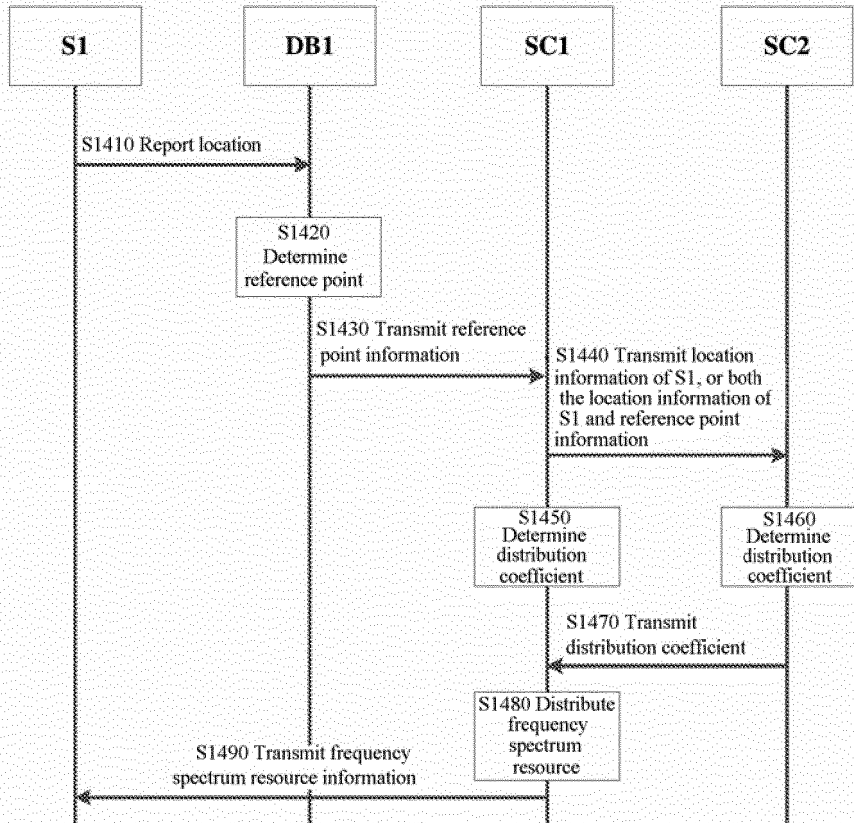 S1
DB1
SC1
SC2
S1410 Report location
S1420
Determine
reference point
S1430 Transmit reference
point information
S1440 Transmit location
information of S1, or both
the location information of
S1 and reference point
information
S1450
Determine
distribution
coefficient
S1460
Determine
distribution
coefficient
S1470 Transmit
distribution coefficient
S1480 Distribute
frequency
spectrum
resource
S1490 Transmit frequency
spectrum resource information